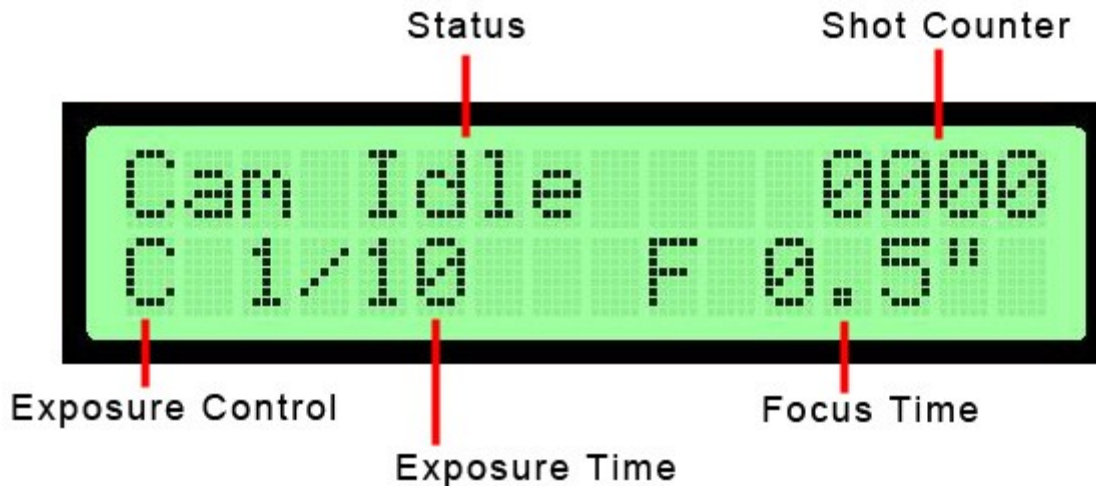 Status Shot Counter
Cam Idle 0000
C 1/10 F 0.5"
Exposure Control Focus Time
Exposure Time